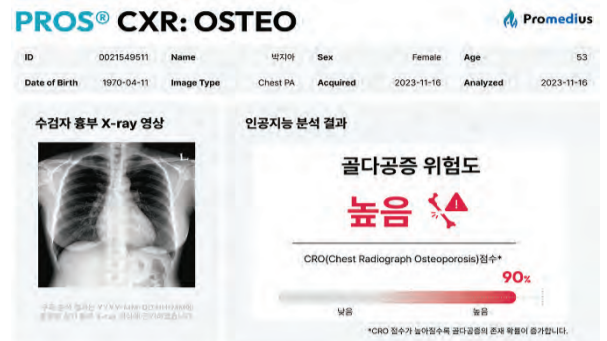 PROS® CXR: OSTEO
Promedius
ID 0021549511 Name 박지아 Sex Female Age 53
Date of Birth 1970-04-11 Image Type Chest PA Acquired 2023-11-16 Analyzed 2023-11-16
수검자 흉부 X-ray 영상
인공지능 분석 결과
L
골다공증 위험도
높음
CRO(Chest Radiograph Osteoporosis)점수*
90%
낮음 높음
*CRO 점수가 높아질수록 골다공증의 존재 확률이 증가합니다.